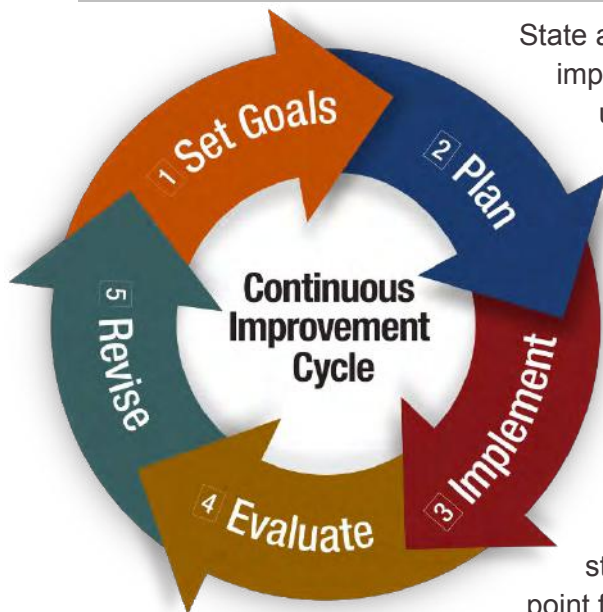 State a
imp
1 Set Goals
2 Plan
Continuous
Improvement
Cycle
5 Revise
3 Implement
4 Evaluate
st
point f